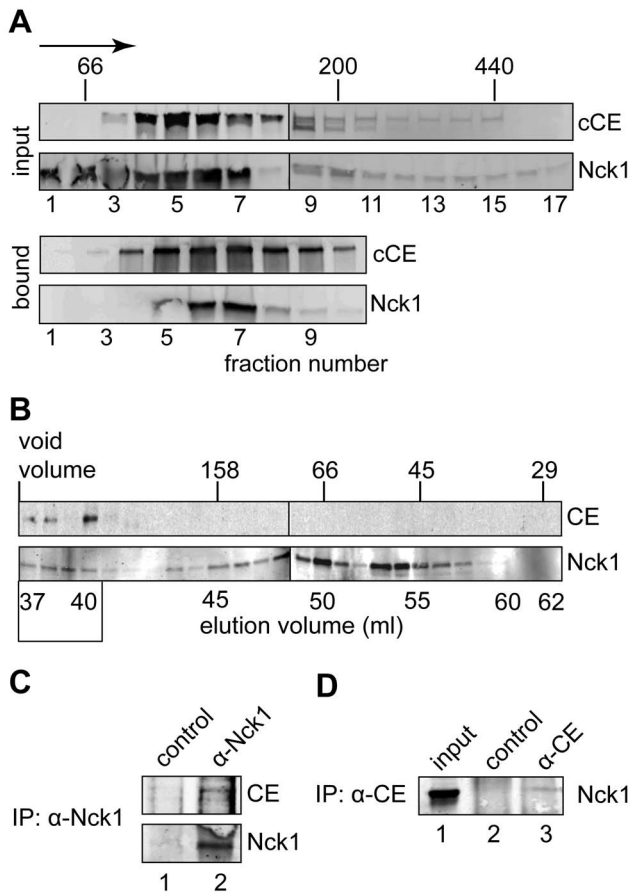 A
66 200 440
input
cCE
Nck1
1 3 5 7 9 11 13 15 17
bound
cCE
Nck1
1 3 5 7 9
fraction number
B
void
volume
158 66 45 29
CE
Nck1
37 40 45 50 55 60 62
elution volume (ml)
C
control
α-Nck1
IP: α-Nck1
CE
Nck1
1 2
D
input
control
α-CE
IP: α-CE
Nck1
1 2 3